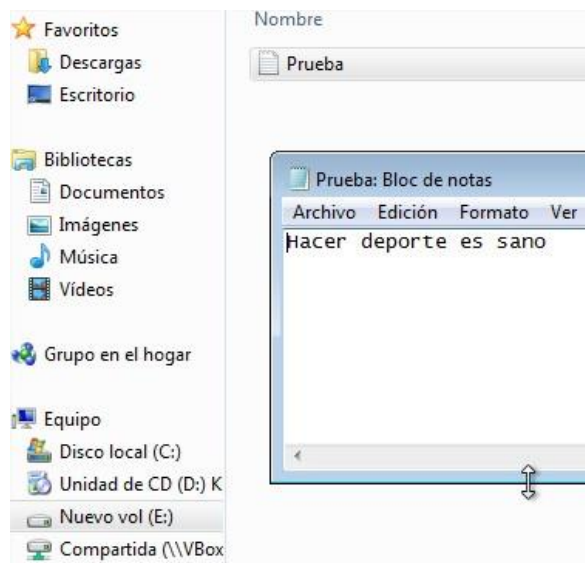 Favoritos
Descargas
Escritorio
Bibliotecas
Documentos
Imágenes
Música
Vídeos
Grupo en el hogar
Equipo
Disco local (C:)
Unidad de CD (D:) K
Nuevo vol (E:)
Compartida (\\VBox
Nombre
Prueba
Prueba: Bloc de notas
Archivo Edición Formato Ver
Hacer deporte es sano